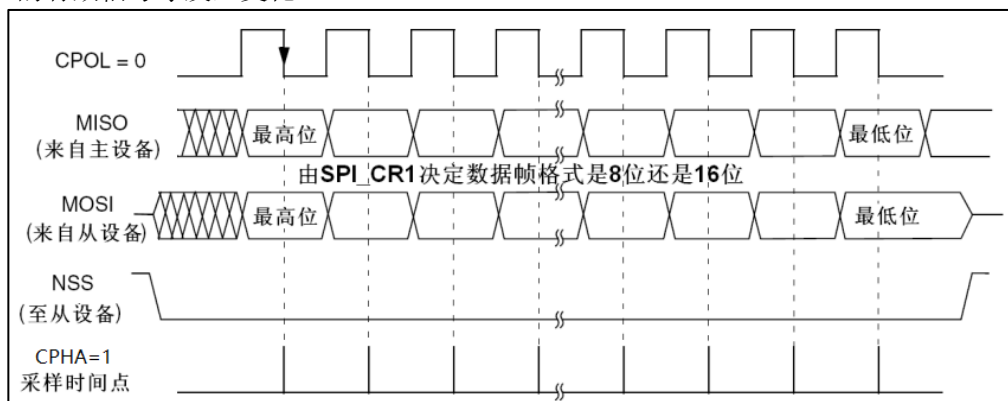 CPOL = 0
MISO
(来自主设备)
最高位
最低位
由SPI_CR1决定数据帧格式是8位还是16位
MOSI
(来自从设备)
最高位
最低位
NSS
(至从设备)
CPHA=1
采样时间点